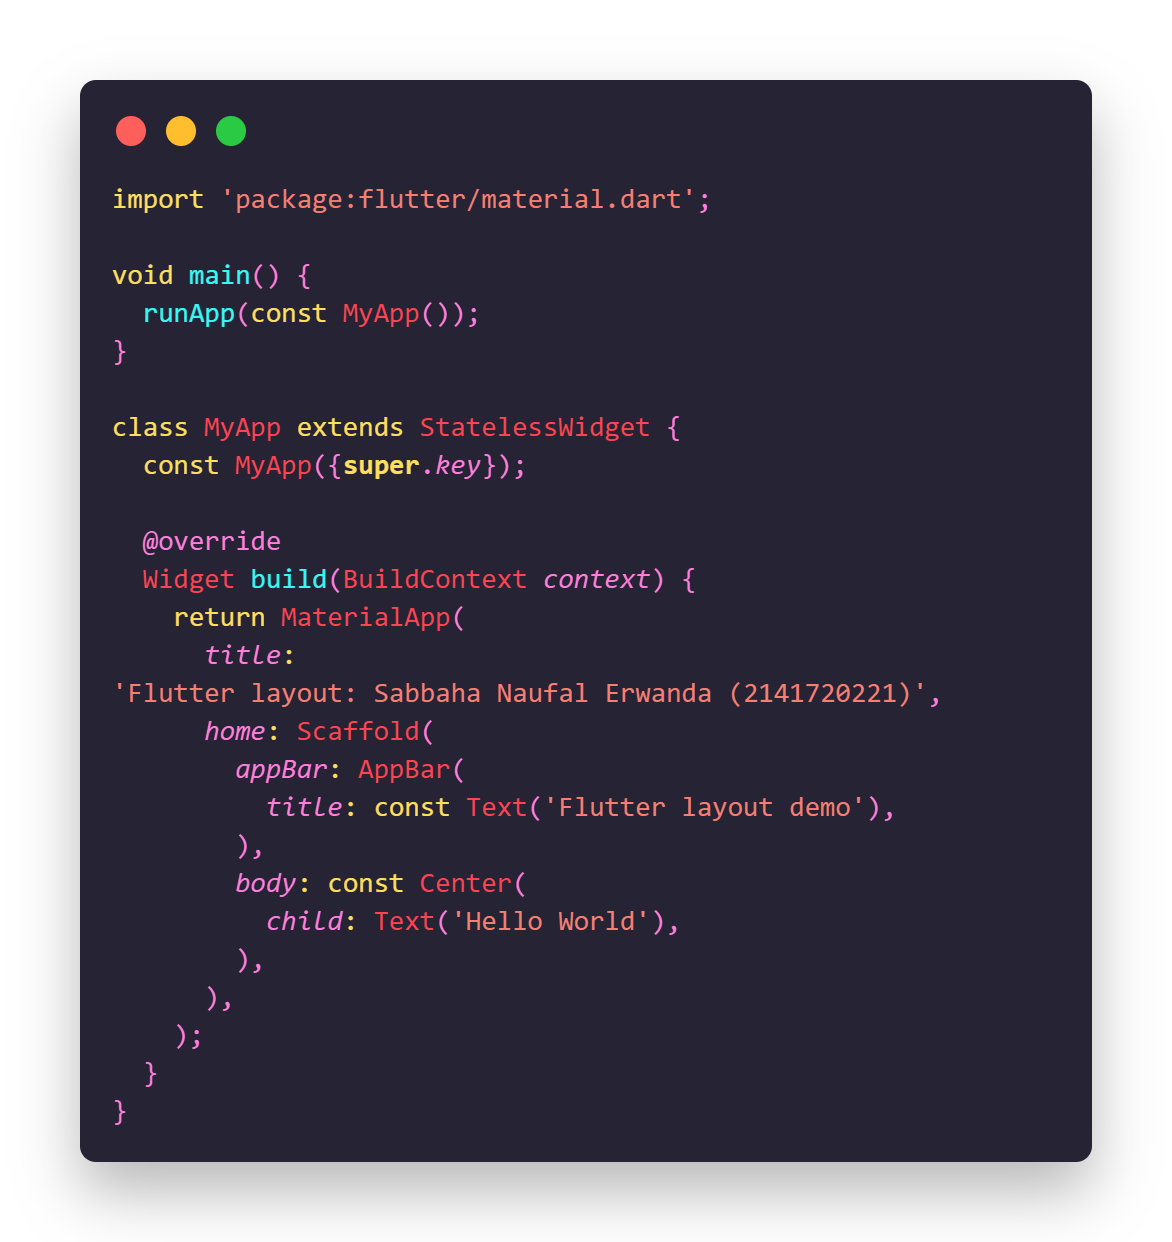 import 'package:flutter/material.dart';

void main() {
  runApp(const MyApp());
}

class MyApp extends StatelessWidget {
  const MyApp({super.key});

  @override
  Widget build(BuildContext context) {
    return MaterialApp(
      title:
'Flutter layout: Sabbaha Naufal Erwanda (2141720221)',
      home: Scaffold(
        appBar: AppBar(
          title: const Text('Flutter layout demo'),
        ),
        body: const Center(
          child: Text('Hello World'),
        ),
      ),
    );
  }
}